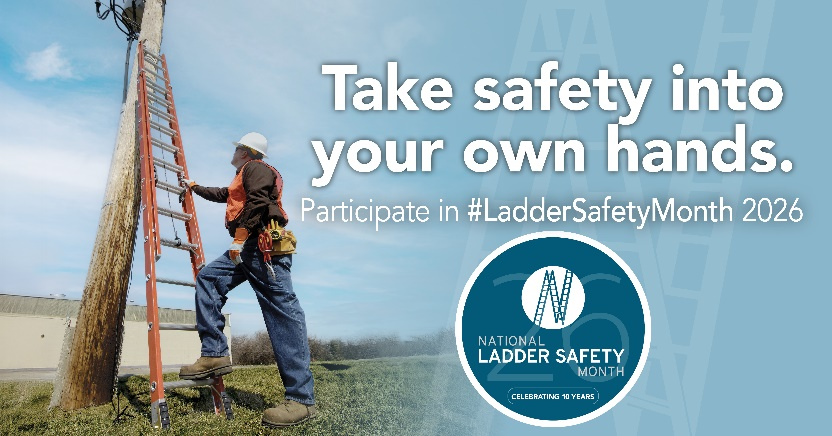 Take safety into
your own hands.
Participate in #LadderSafetyMonth 2026
26
NATIONAL
LADDER SAFETY
MONTH
CELEBRATING 10 YEARS